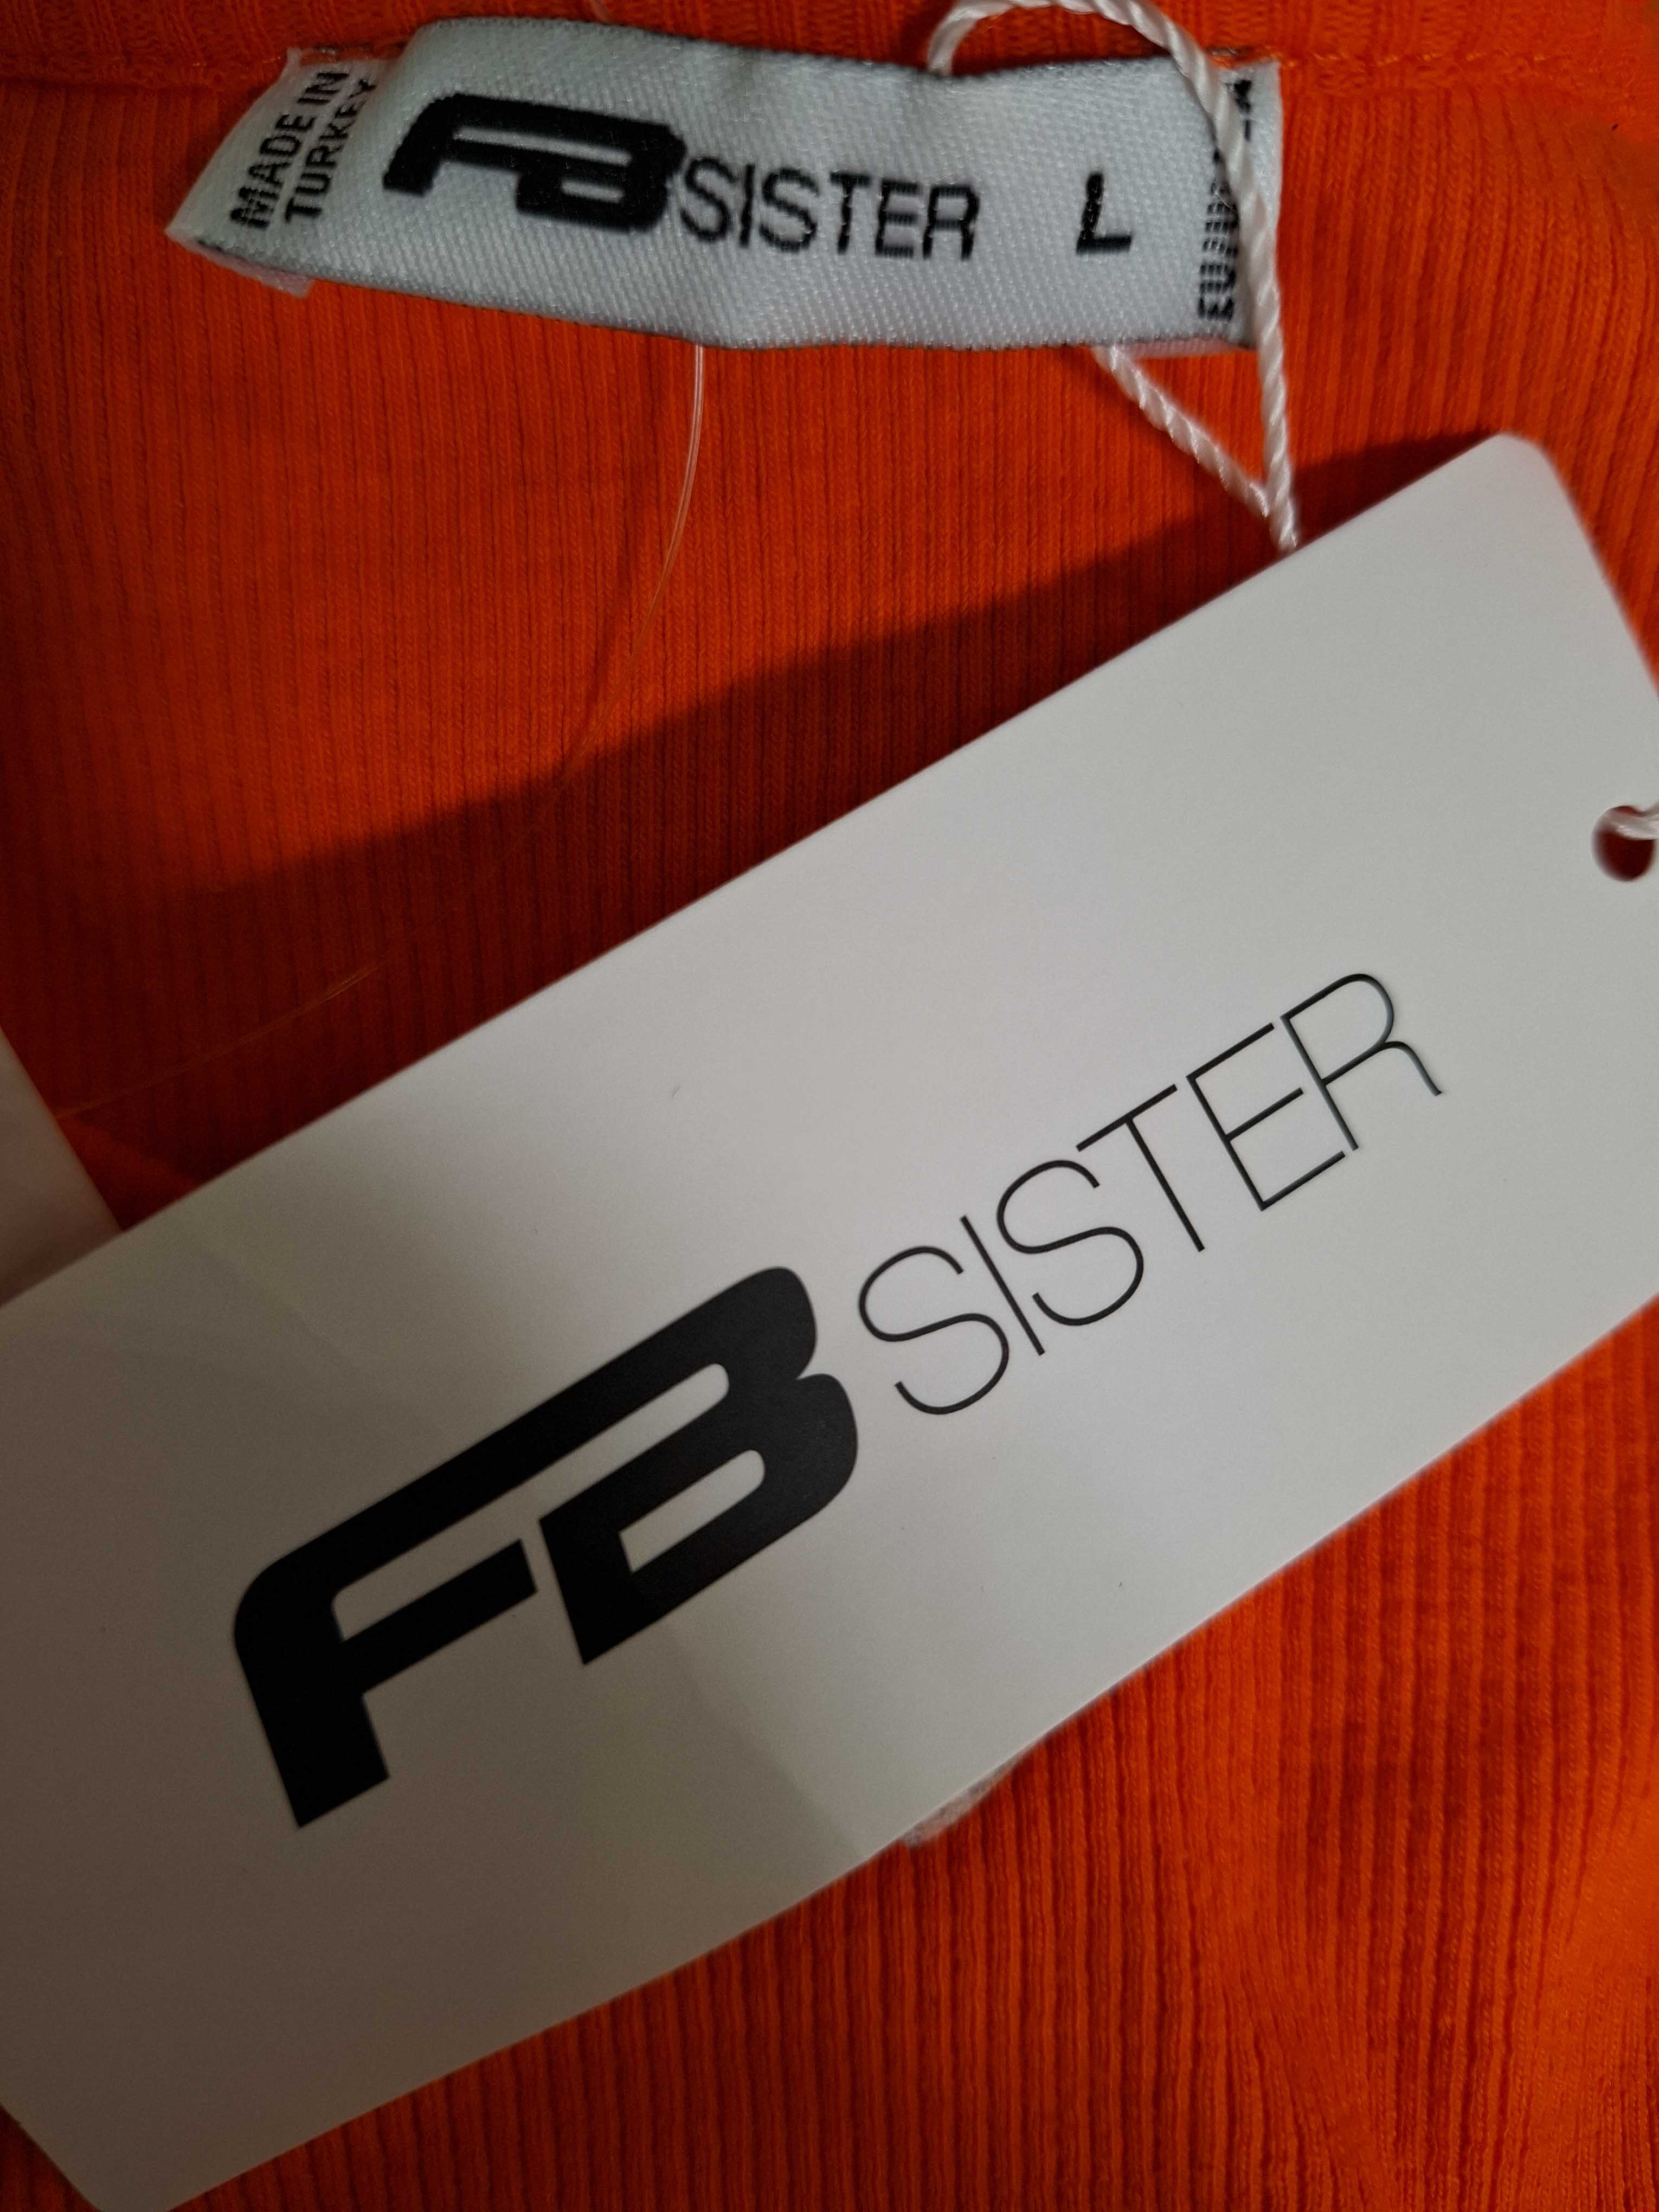 MADE IN
TURKEY
FB SISTER L
FB SISTER